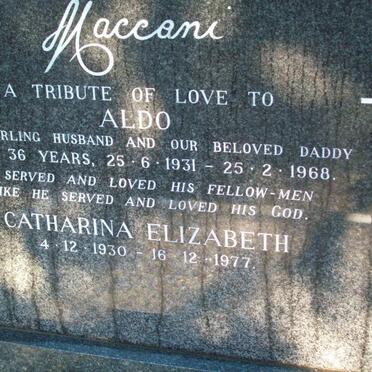 Maccani
A TRIBUTE OF LOVE TO
ALDO
RLING HUSBAND AND OUR BELOVED DADDY
36 YEARS, 25 · 6 · 1931 – 25 · 2 · 1968.
SERVED AND LOVED HIS FELLOW-MEN
IKE HE SERVED AND LOVED HIS GOD.
CATHARINA ELIZABETH
4 · 12 · 1930 – 16 · 12 · 1977.